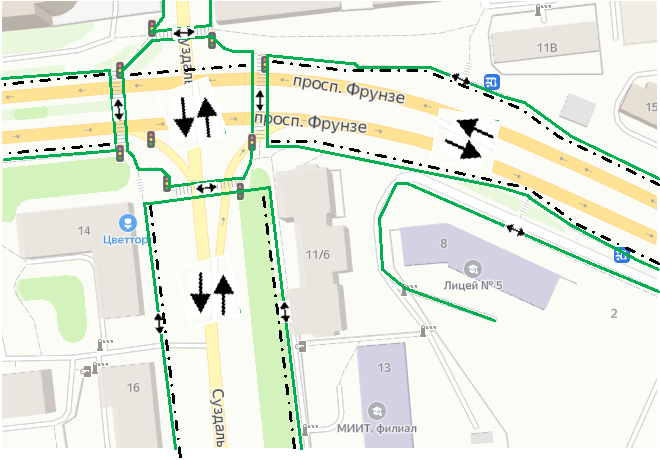 Суздаль
11В
просп. Фрунзе
15
просп. Фрунзе
14
Цветтор
11/6
8
Лицей № 5
2
13
16
Суздаль
МИИТ, филиал